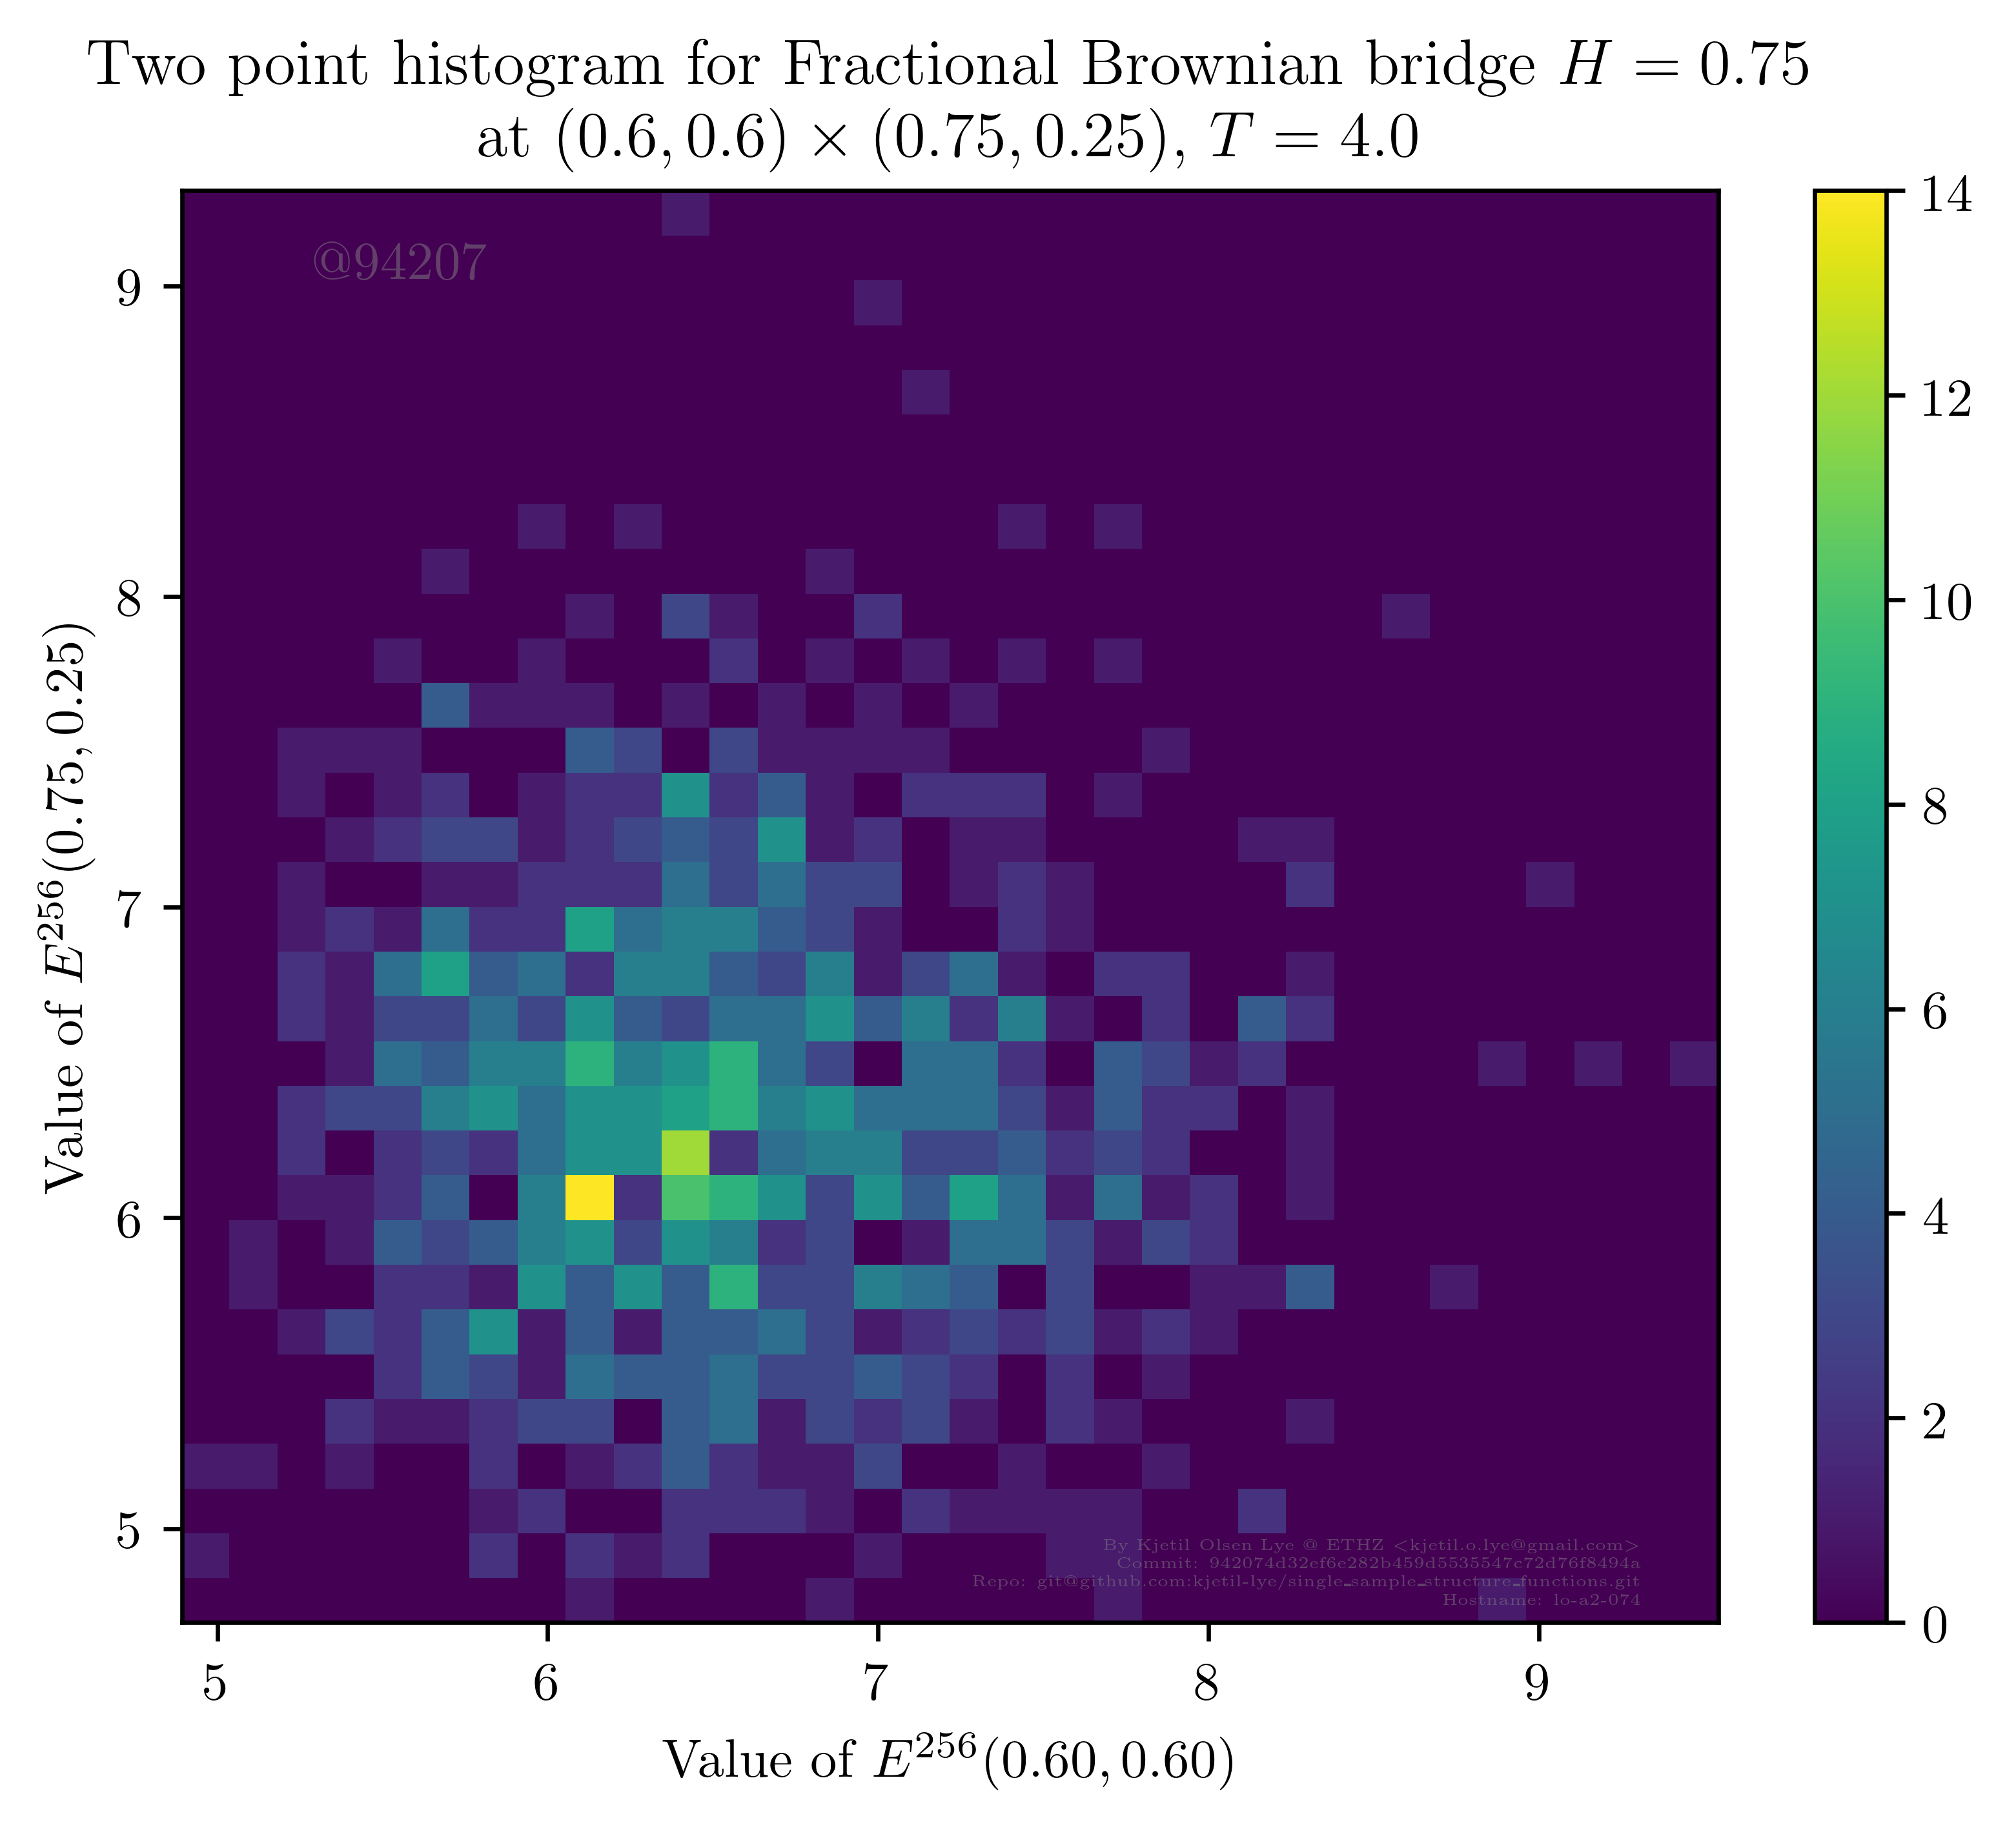 Two point histogram for Fractional Brownian bridge H = 0.75
at (0.6, 0.6) × (0.75, 0.25), T = 4.0
@94207
9
8
7
6
5
Value of E^256(0.75, 0.25)
5 6 7 8 9
Value of E^256(0.60, 0.60)
14
12
10
8
6
4
2
0
By Kjetil Olsen Lye @ ETHZ <kjetil.o.lye@gmail.com>
Commit: 942074d32ef6e282b459d5535547c72d76f8494a
Repo: git@github.com:kjetil-lye/single_sample_structure_functions.git
Hostname: lo-a2-074